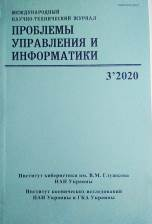 МЕЖДУНАРОДНЫЙ
НАУЧНО-ТЕХНИЧЕСКИЙ ЖУРНАЛ
ПРОБЛЕМЫ
УПРАВЛЕНИЯ И
ИНФОРМАТИКИ
3'2020
Институт кибернетики им. В.М. Глушкова
НАН Украины
Институт космических исследований
НАН Украины и ГКА Украины